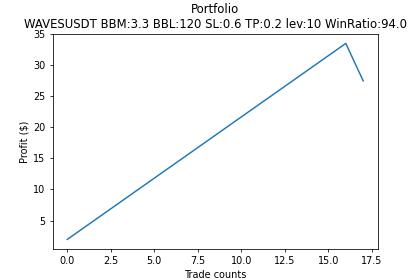 Portfolio
WAVESUSDT BBM:3.3 BBL:120 SL:0.6 TP:0.2 lev:10 WinRatio:94.0
35
30
25
20
15
10
5
Profit ($)
0.0 2.5 5.0 7.5 10.0 12.5 15.0 17.5
Trade counts